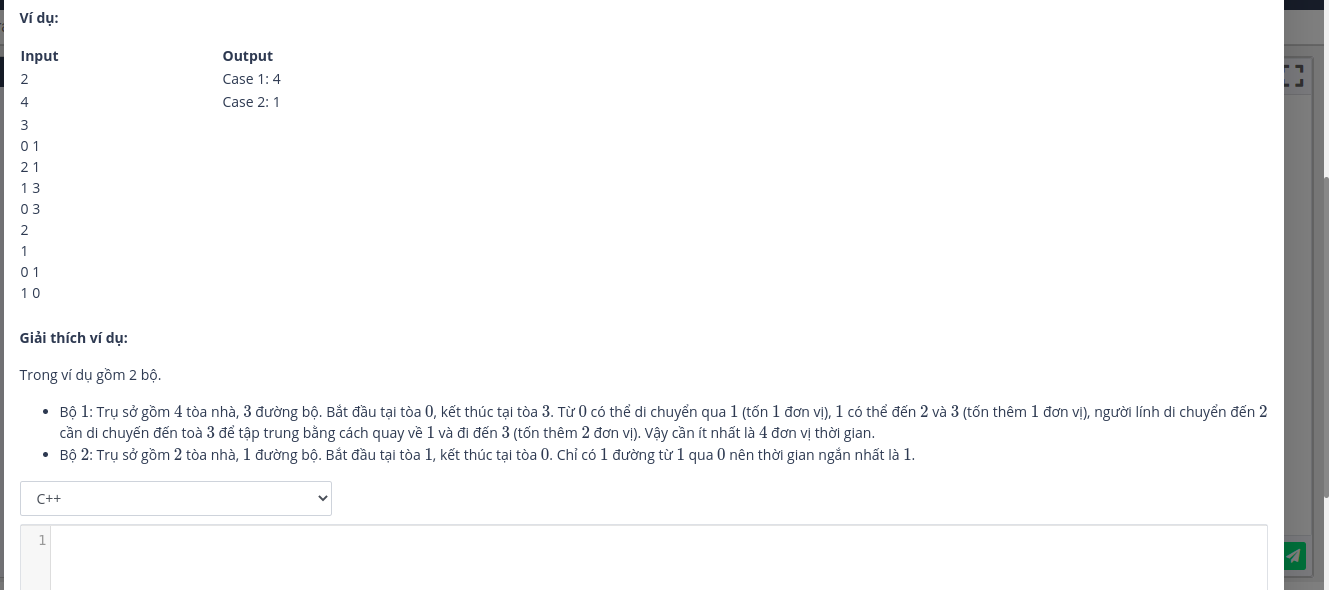 Ví dụ:
Input Output
2 Case 1: 4
4 Case 2: 1
3
0 1
2 1
1 3
0 3
2
1
0 1
1 0
Giải thích ví dụ:
Trong ví dụ gồm 2 bộ.
• Bộ 1: Trụ sở gồm 4 tòa nhà, 3 đường bộ. Bắt đầu tại tòa 0, kết thúc tại tòa 3. Từ 0 có thể di chuyển qua 1 (tốn 1 đơn vị), 1 có thể đến 2 và 3 (tốn thêm 1 đơn vị), người lính di chuyển đến 2
cần di chuyển đến toà 3 để tập trung bằng cách quay về 1 và đi đến 3 (tốn thêm 2 đơn vị). Vậy cần ít nhất là 4 đơn vị thời gian.
• Bộ 2: Trụ sở gồm 2 tòa nhà, 1 đường bộ. Bắt đầu tại tòa 1, kết thúc tại tòa 0. Chỉ có 1 đường từ 1 qua 0 nên thời gian ngắn nhất là 1.
C++
1